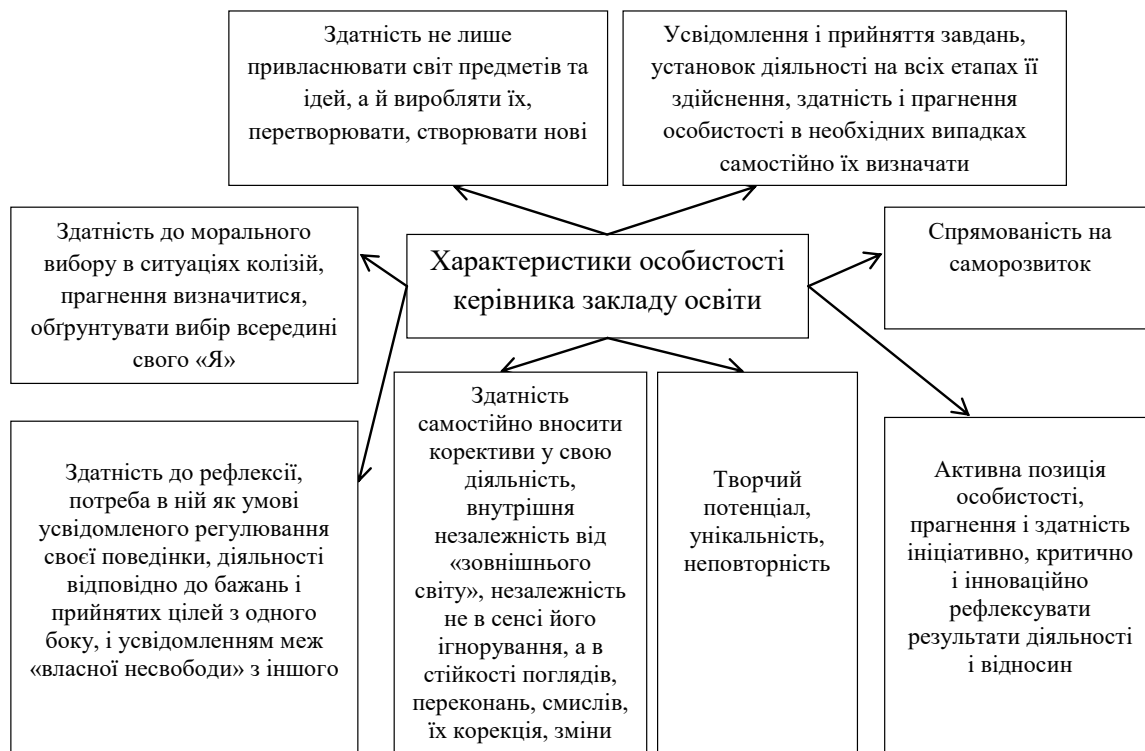 Здатність не лише
привласнювати світ предметів та
ідей, а й виробляти їх,
перетворювати, створювати нові
Усвідомлення і прийняття завдань,
установок діяльності на всіх етапах її
здійснення, здатність і прагнення
особистості в необхідних випадках
самостійно їх визначати
Здатність до морального
вибору в ситуаціях колізій,
прагнення визначитися,
обґрунтувати вибір всередині
свого «Я»
Характеристики особистості
керівника закладу освіти
Спрямованість на
саморозвиток
Здатність до рефлексії,
потреба в ній як умові
усвідомленого регулювання
своєї поведінки, діяльності
відповідно до бажань і
прийнятих цілей з одного
боку, і усвідомленням меж
«власної несвободи» з іншого
Здатність
самостійно вносити
корективи у свою
діяльність,
внутрішня
незалежність від
«зовнішнього
світу», незалежність
не в сенсі його
ігнорування, а в
стійкості поглядів,
переконань, смислів,
їх корекція, зміни
Творчий
потенціал,
унікальність,
неповторність
Активна позиція
особистості,
прагнення і здатність
ініціативно, критично
і інноваційно
рефлексувати
результати діяльності
і відносин